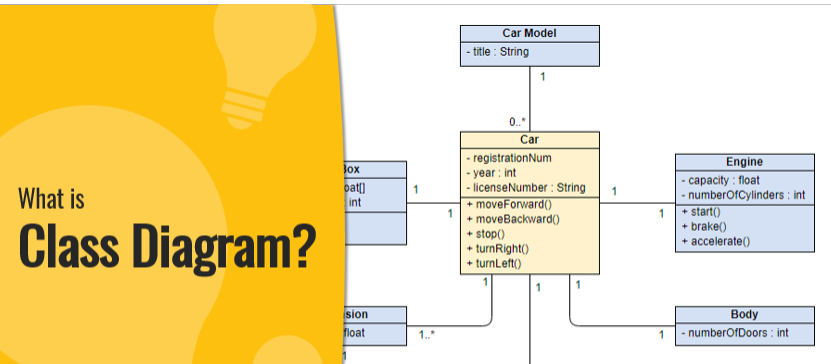 What is
Class Diagram?
Car Model
- title : String
1
0..*
Car
- registrationNum
- year : int
- licenseNumber : String
+ moveForward()
+ moveBackward()
+ stop()
+ turnRight()
+ turnLeft()
Box
oat[]
: int
1
1
1
1
Engine
- capacity : float
- numberOfCylinders : int
+ start()
+ brake()
+ accelerate()
1
1
1
sion
float
1..*
1
Body
- numberOfDoors : int
1